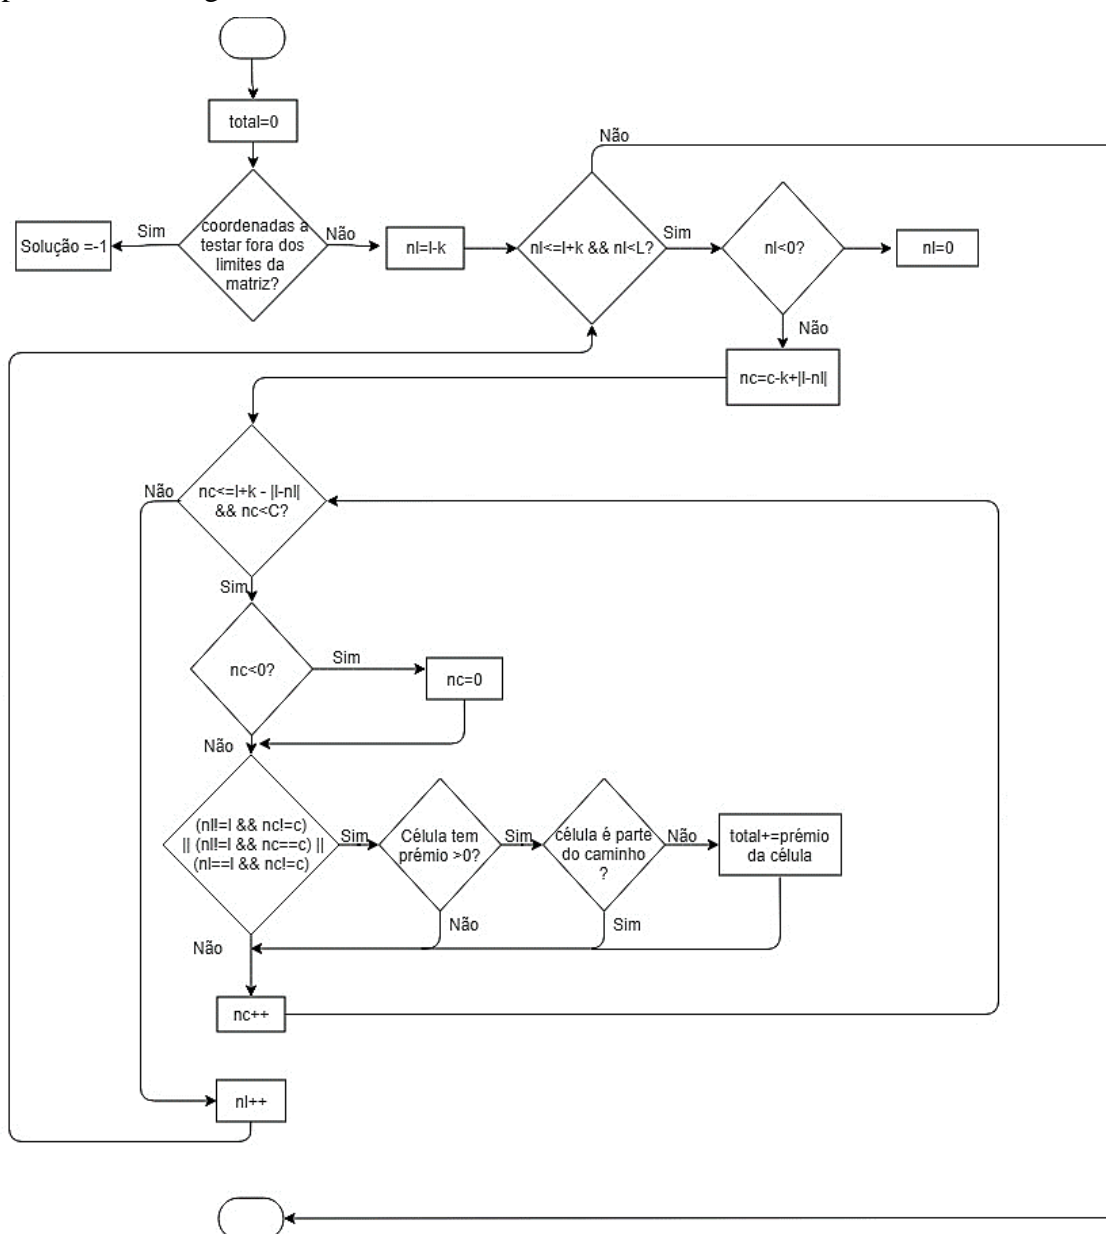 total=0
Não
coordenadas a
testar fora dos
limites da
matriz?
Sim
Solução =-1
Não
nl=l-k
nl<=l+k && nl<L?
Sim
nl<0?
nl=0
Não
nc=c-k+|l-nl|
nc<=l+k - |l-nl|
&& nc<C?
Não
Sim
nc<0?
Sim
nc=0
Não
(nl!=l && nc!=c)
|| (nl!=l && nc==c) ||
(nl==l && nc!=c)
Sim
Célula tem
prémio >0?
Sim
célula é parte
do caminho
?
Não
total+=prémio
da célula
Não
Sim
Não
nc++
nl++